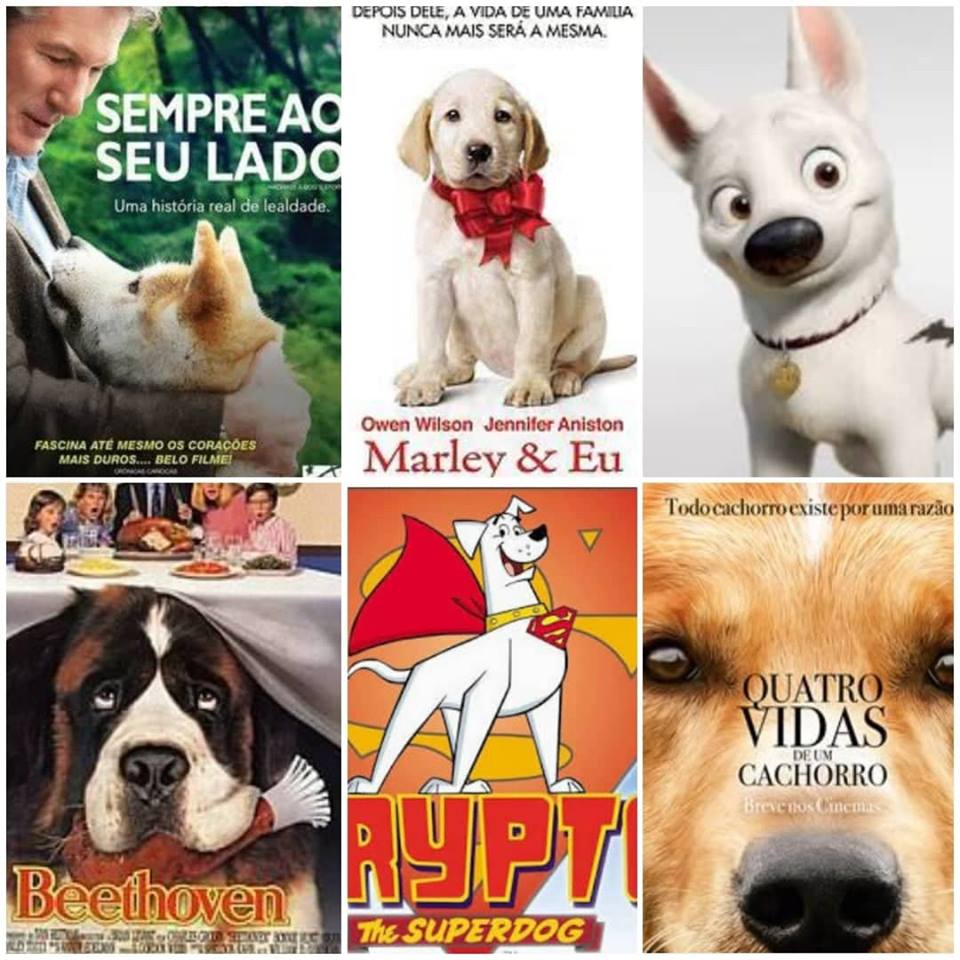 SEMPRE AO
SEU LADO
Uma história real de lealdade.
FASCINA ATÉ MESMO OS CORAÇÕES
MAIS DUROS.... BELO FILME!
CRÔNICAS CARIOCAS
DEPOIS DELE, A VIDA DE UMA FAMÍLIA
NUNCA MAIS SERÁ A MESMA.
Owen Wilson Jennifer Aniston
Marley & Eu
Beethoven
RYPTO
The SUPERDOG
Todo cachorro existe por uma razão
QUATRO
VIDAS
DE UM
CACHORRO
Breve nos Cinemas